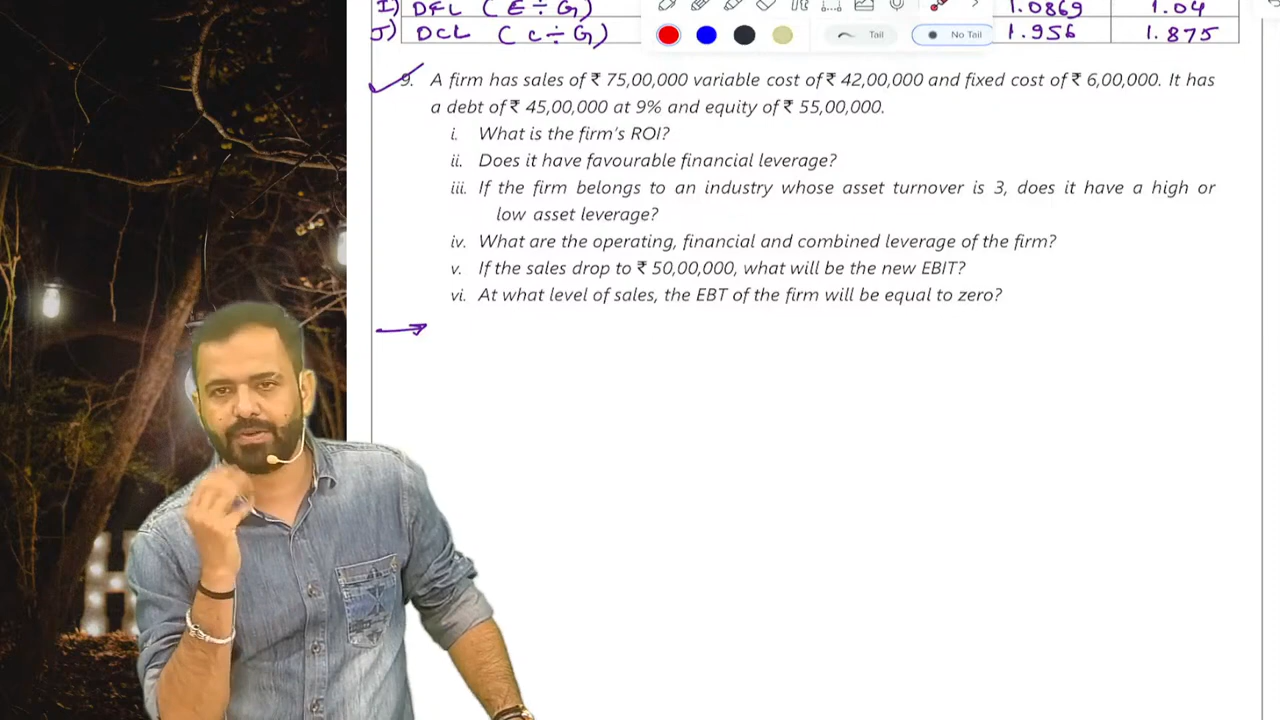 I) DFL ( E ÷ G) 1.0869 1.04
J) DCL ( C ÷ G) 1.956 1.875
Tail No Tail
9. A firm has sales of ₹ 75,00,000 variable cost of ₹ 42,00,000 and fixed cost of ₹ 6,00,000. It has
a debt of ₹ 45,00,000 at 9% and equity of ₹ 55,00,000.
i. What is the firm's ROI?
ii. Does it have favourable financial leverage?
iii. If the firm belongs to an industry whose asset turnover is 3, does it have a high or
low asset leverage?
iv. What are the operating, financial and combined leverage of the firm?
v. If the sales drop to ₹ 50,00,000, what will be the new EBIT?
vi. At what level of sales, the EBT of the firm will be equal to zero?